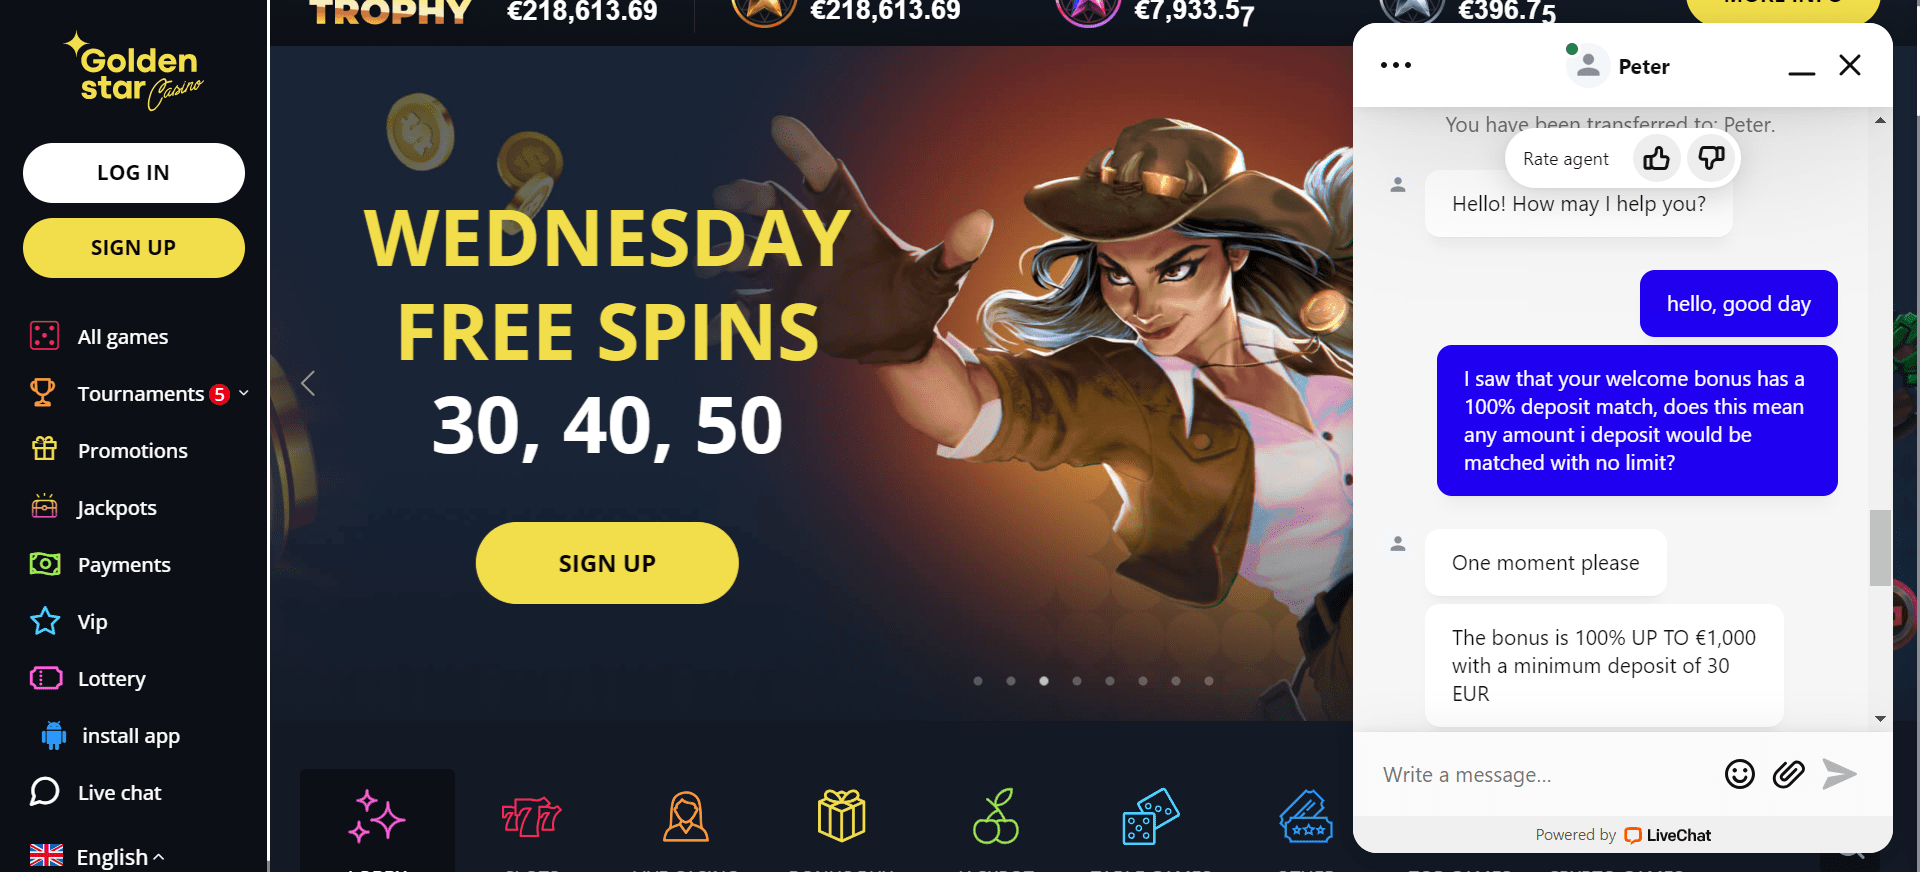 TROPHY
€218,613.69
€218,613.69
€7,933.57
€396.75
MORE INFO
Golden
star Casino
LOG IN
SIGN UP
All games
Tournaments 5
Promotions
Jackpots
Payments
Vip
Lottery
install app
Live chat
English
WEDNESDAY
FREE SPINS
30, 40, 50
SIGN UP
LOBBY
SLOTS
LIVE CASINO
BONUS BUY
JACKPOT
TABLE GAMES
OTHER
TOP GAMES
Peter
You have been transferred to: Peter.
Rate agent
Hello! How may I help you?
hello, good day
I saw that your welcome bonus has a
100% deposit match, does this mean
any amount i deposit would be
matched with no limit?
One moment please
The bonus is 100% UP TO €1,000
with a minimum deposit of 30
EUR
Write a message...
Powered by LiveChat